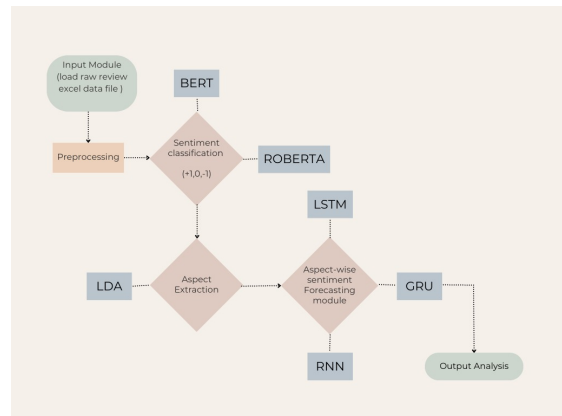 Input Module
(load raw review
excel data file )
BERT
Preprocessing
Sentiment
classification
(+1,0,-1)
ROBERTA
LSTM
LDA
Aspect
Extraction
Aspect-wise
sentiment
Forecasting
module
GRU
RNN
Output Analysis